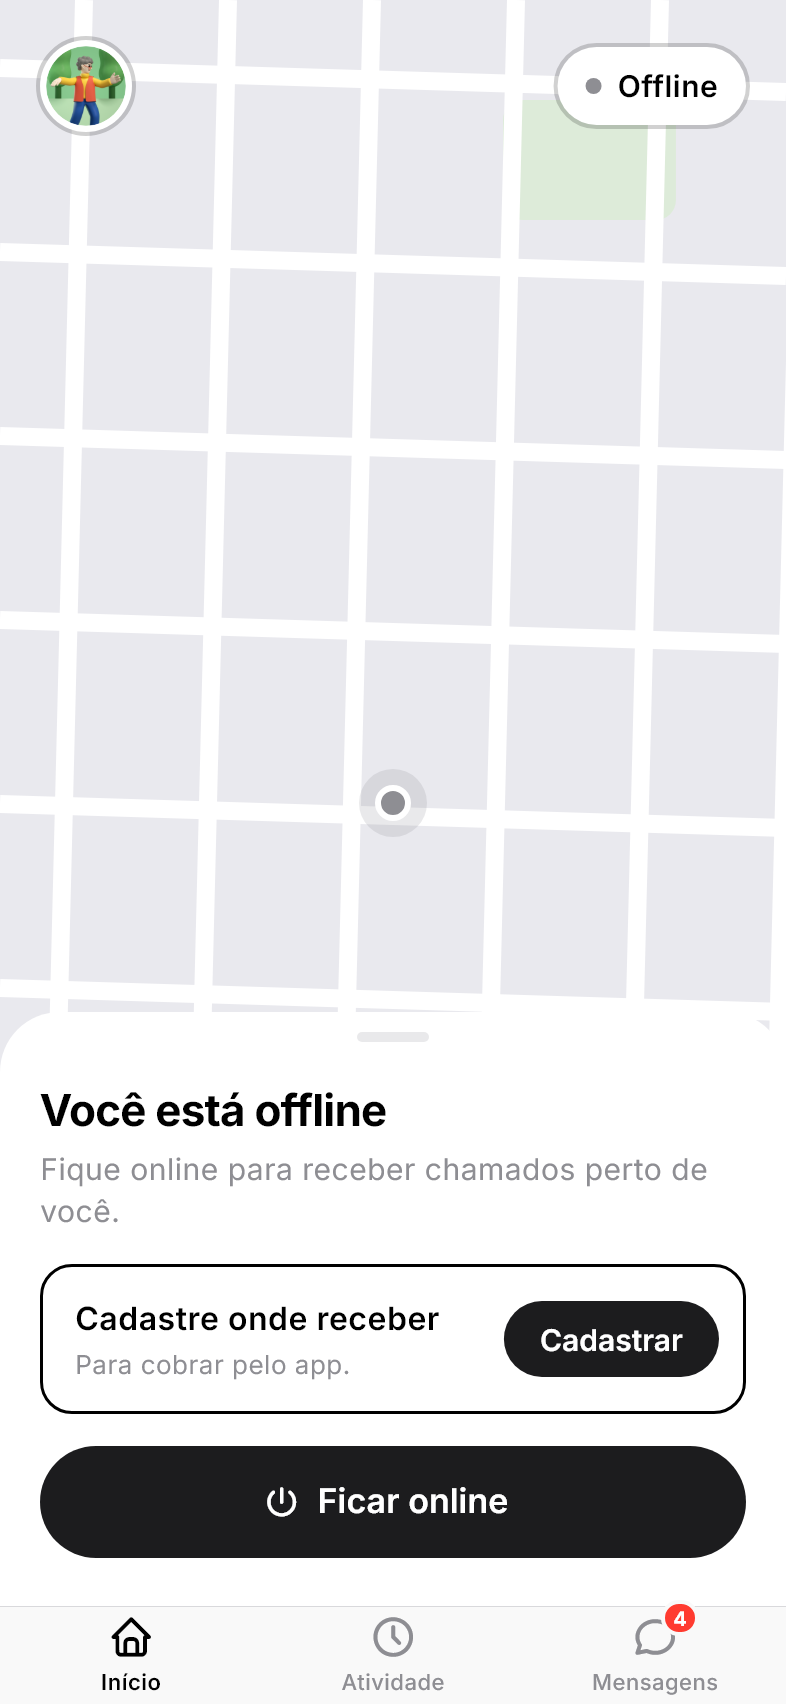 Offline
Você está offline
Fique online para receber chamados perto de
você.
Cadastre onde receber
Para cobrar pelo app.
Cadastrar
Ficar online
4
Início
Atividade
Mensagens